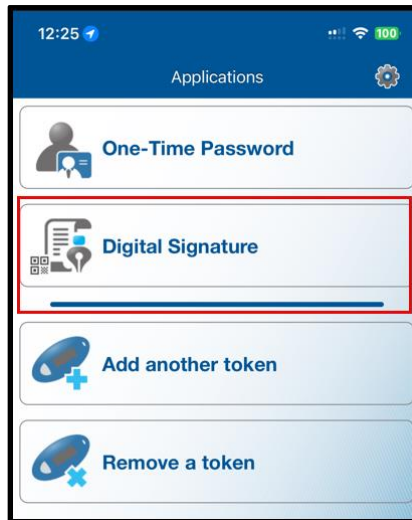 12:25
100
Applications
One-Time Password
Digital Signature
Add another token
Remove a token